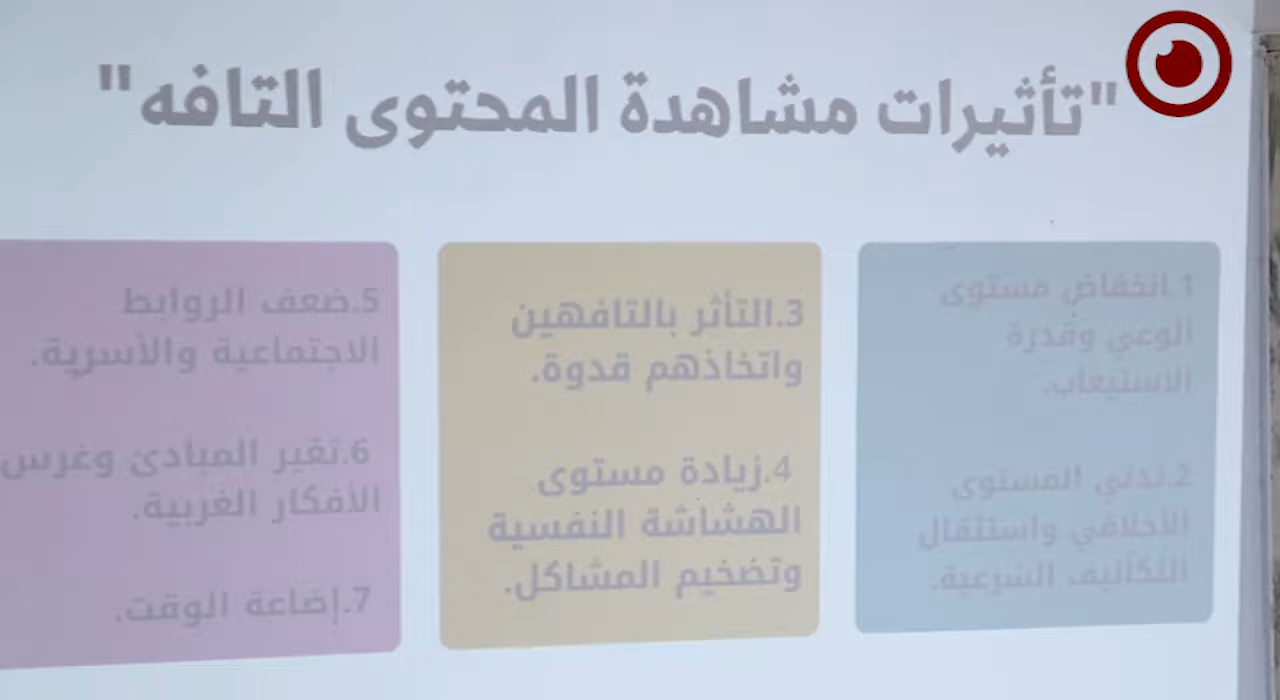 "تأثيرات مشاهدة المحتوى التافه"
1.انخفاض مستوى
الوعي وقدرة
الاستيعاب.
2.تدني المستوى
الأخلاقي واستثقال
التكاليف الشرعية.
3.التأثر بالتافهين
واتخاذهم قدوة.
4.زيادة مستوى
الهشاشة النفسية
وتضخيم المشاكل.
5.ضعف الروابط
الاجتماعية والأسرية.
6.تغير المبادئ وغرس
الأفكار الغربية.
7.إضاعة الوقت.